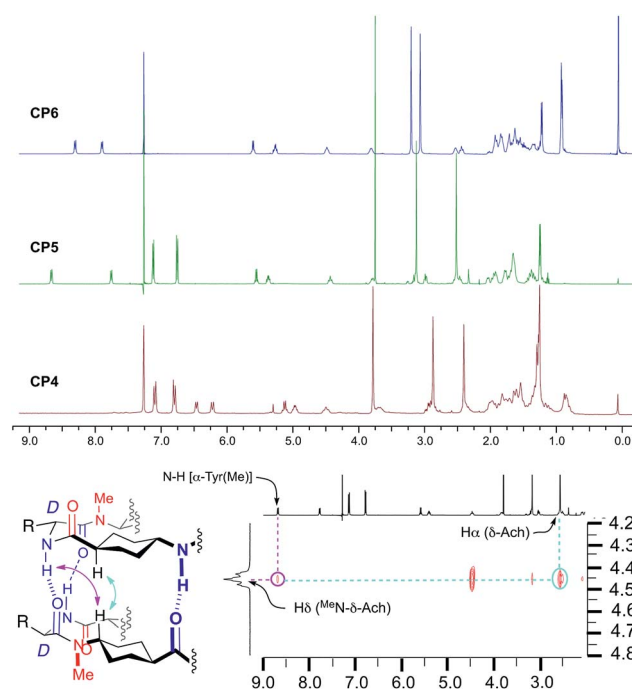 CP6
CP5
CP4
9.0 8.0 7.0 6.0 5.0 4.0 3.0 2.0 1.0 0.0
N-H [α-Tyr(Me)]
Hα (δ-Ach)
Hδ (MeN-δ-Ach)
4.2
4.3
4.4
4.5
4.6
4.7
4.8
9.0 8.0 7.0 6.0 5.0 4.0 3.0
Me
D
O
N
R
N
O
N
H
H
H
H
H
O
N
H
O
R
N
O
D
Me